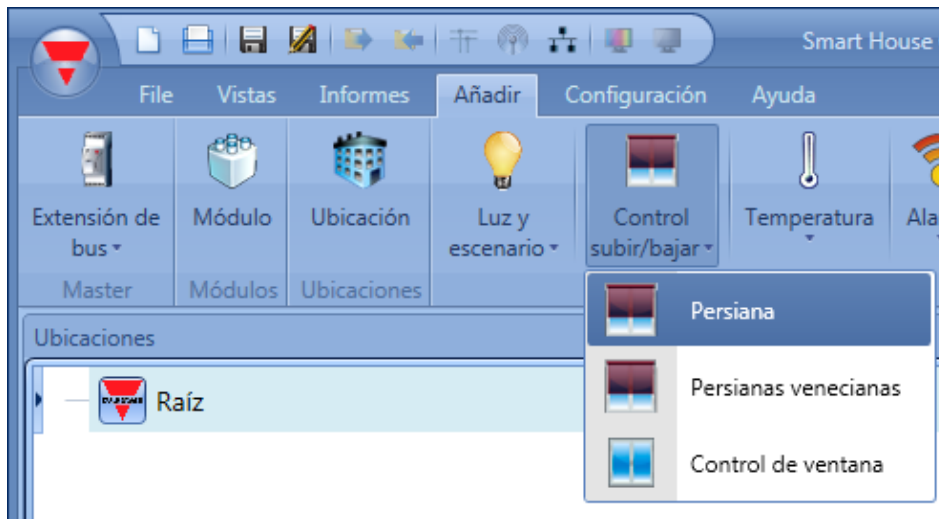 Smart House
File Vistas Informes Añadir Configuración Ayuda
Extensión de bus
Módulo
Ubicación
Luz y escenario
Control subir/bajar
Temperatura
Master Módulos Ubicaciones
Persiana
Ubicaciones
Persianas venecianas
Raíz
Control de ventana